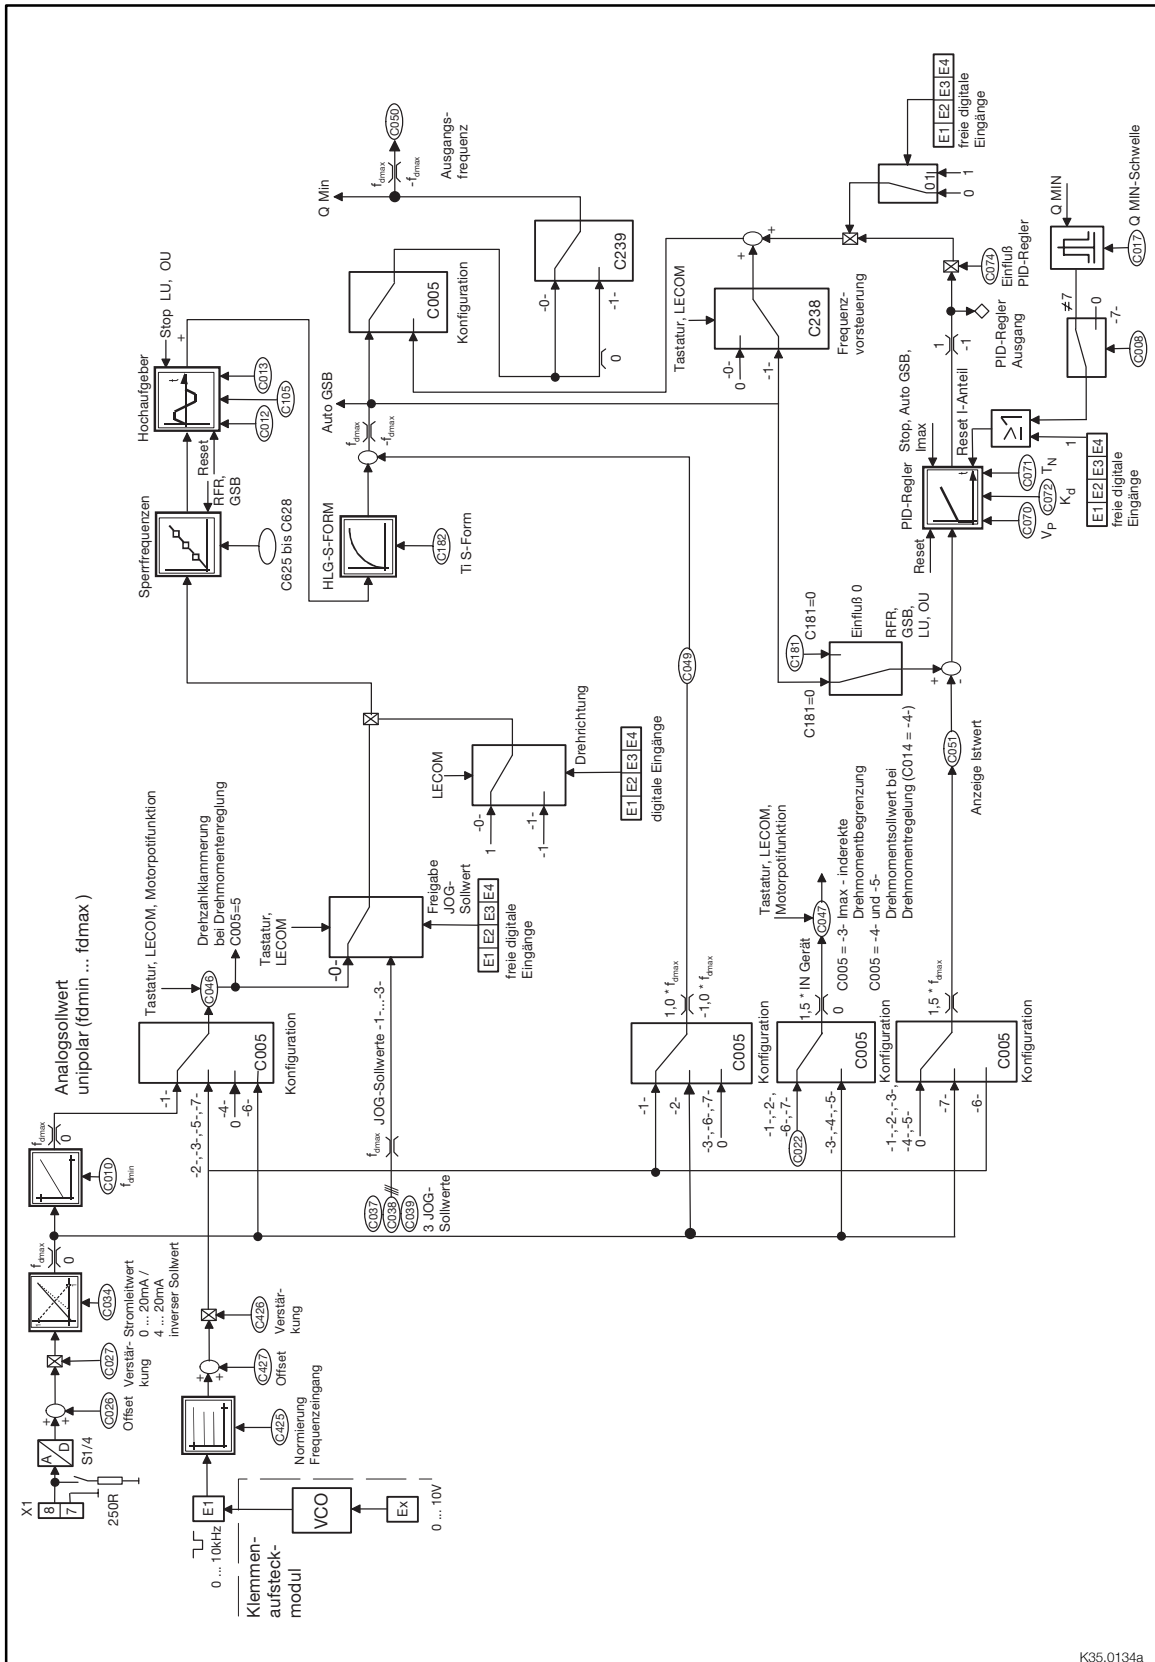 X1
8
7
250R
A
D
S1/4
C026
Offset
C027
Verstär-
kung
C034
Stromleitwert
0 ... 20mA /
4 ... 20mA
inverser Sollwert
fdmax
0
C010
fdmin
fdmax
0
Analogsollwert
unipolar (fdmin ... fdmax )
0 ... 10kHz
E1
Klemmen-
aufsteck-
modul
VCO
Ex
0 ... 10V
C425
Normierung
Frequenzeingang
C427
Offset
C426
Verstär-
kung
-1-
-2-,-3-,-5-,-7-
-4-
0
-6-
C005
Konfiguration
C046
Tastatur, LECOM, Motorpotifunktion
Drehzahlklammerung
bei Drehmomentenreglung
C005=5
C037
C038
C039
3 JOG-
Sollwerte
fdmax
JOG-Sollwerte -1-...-3-
-0-
Tastatur,
LECOM
Freigabe
JOG-
Sollwert
E1 E2 E3 E4
freie digitale
Eingänge
LECOM
-0-
1
-1-
-1
Drehrichtung
E1 E2 E3 E4
digitale Eingänge
Sperrfrequenzen
C625 bis C628
Reset
RFR,
GSB
Hochaufgeber
t
Stop LU, OU
+
C012
C105
C013
HLG-S-FORM
C182
Ti S-Form
Auto GSB
fdmax
-fdmax
C005
Konfiguration
-0-
-1-
0
C239
Q Min
fdmax
-fdmax
C050
Ausgangs-
frequenz
-1-
-2-
-3-,-6-,-7-
0
C005
Konfiguration
1,0 * fdmax
-1,0 * fdmax
C049
-1-,-2-,
-6-,-7-
C022
-3-,-4-,-5-
C005
Konfiguration
1,5 * IN Gerät
0
C047
Tastatur, LECOM,
Motorpotifunktion
C005 = -3- Imax - inderekte
Drehmomentbegrenzung
C005 = -4- und -5-
Drehmomentsollwert bei
Drehmomentregelung (C014 = -4-)
-1-,-2-,-3-,
-4-,-5-
0
-7-
-6-
C005
Konfiguration
1,5 * fdmax
C051
Anzeige Istwert
C181=0
C181
C181=0
Einfluß 0
RFR,
GSB,
LU, OU
+
-
Reset
PID-Regler
t
Stop, Auto GSB,
Imax
Reset I-Anteil
C070
VP
C072
Kd
C071
TN
≥1
1
E1 E2 E3 E4
freie digitale
Eingänge
1
-1
PID-Regler
Ausgang
C074
Einfluß
PID-Regler
Tastatur, LECOM
-0-
0
-1-
C238
Frequenz-
vorsteuerung
+
+
0 1
0
1
E1 E2 E3 E4
freie digitale
Eingänge
≠7
0
-7-
C008
Q MIN
C017
Q MIN-Schwelle
K35.0134a